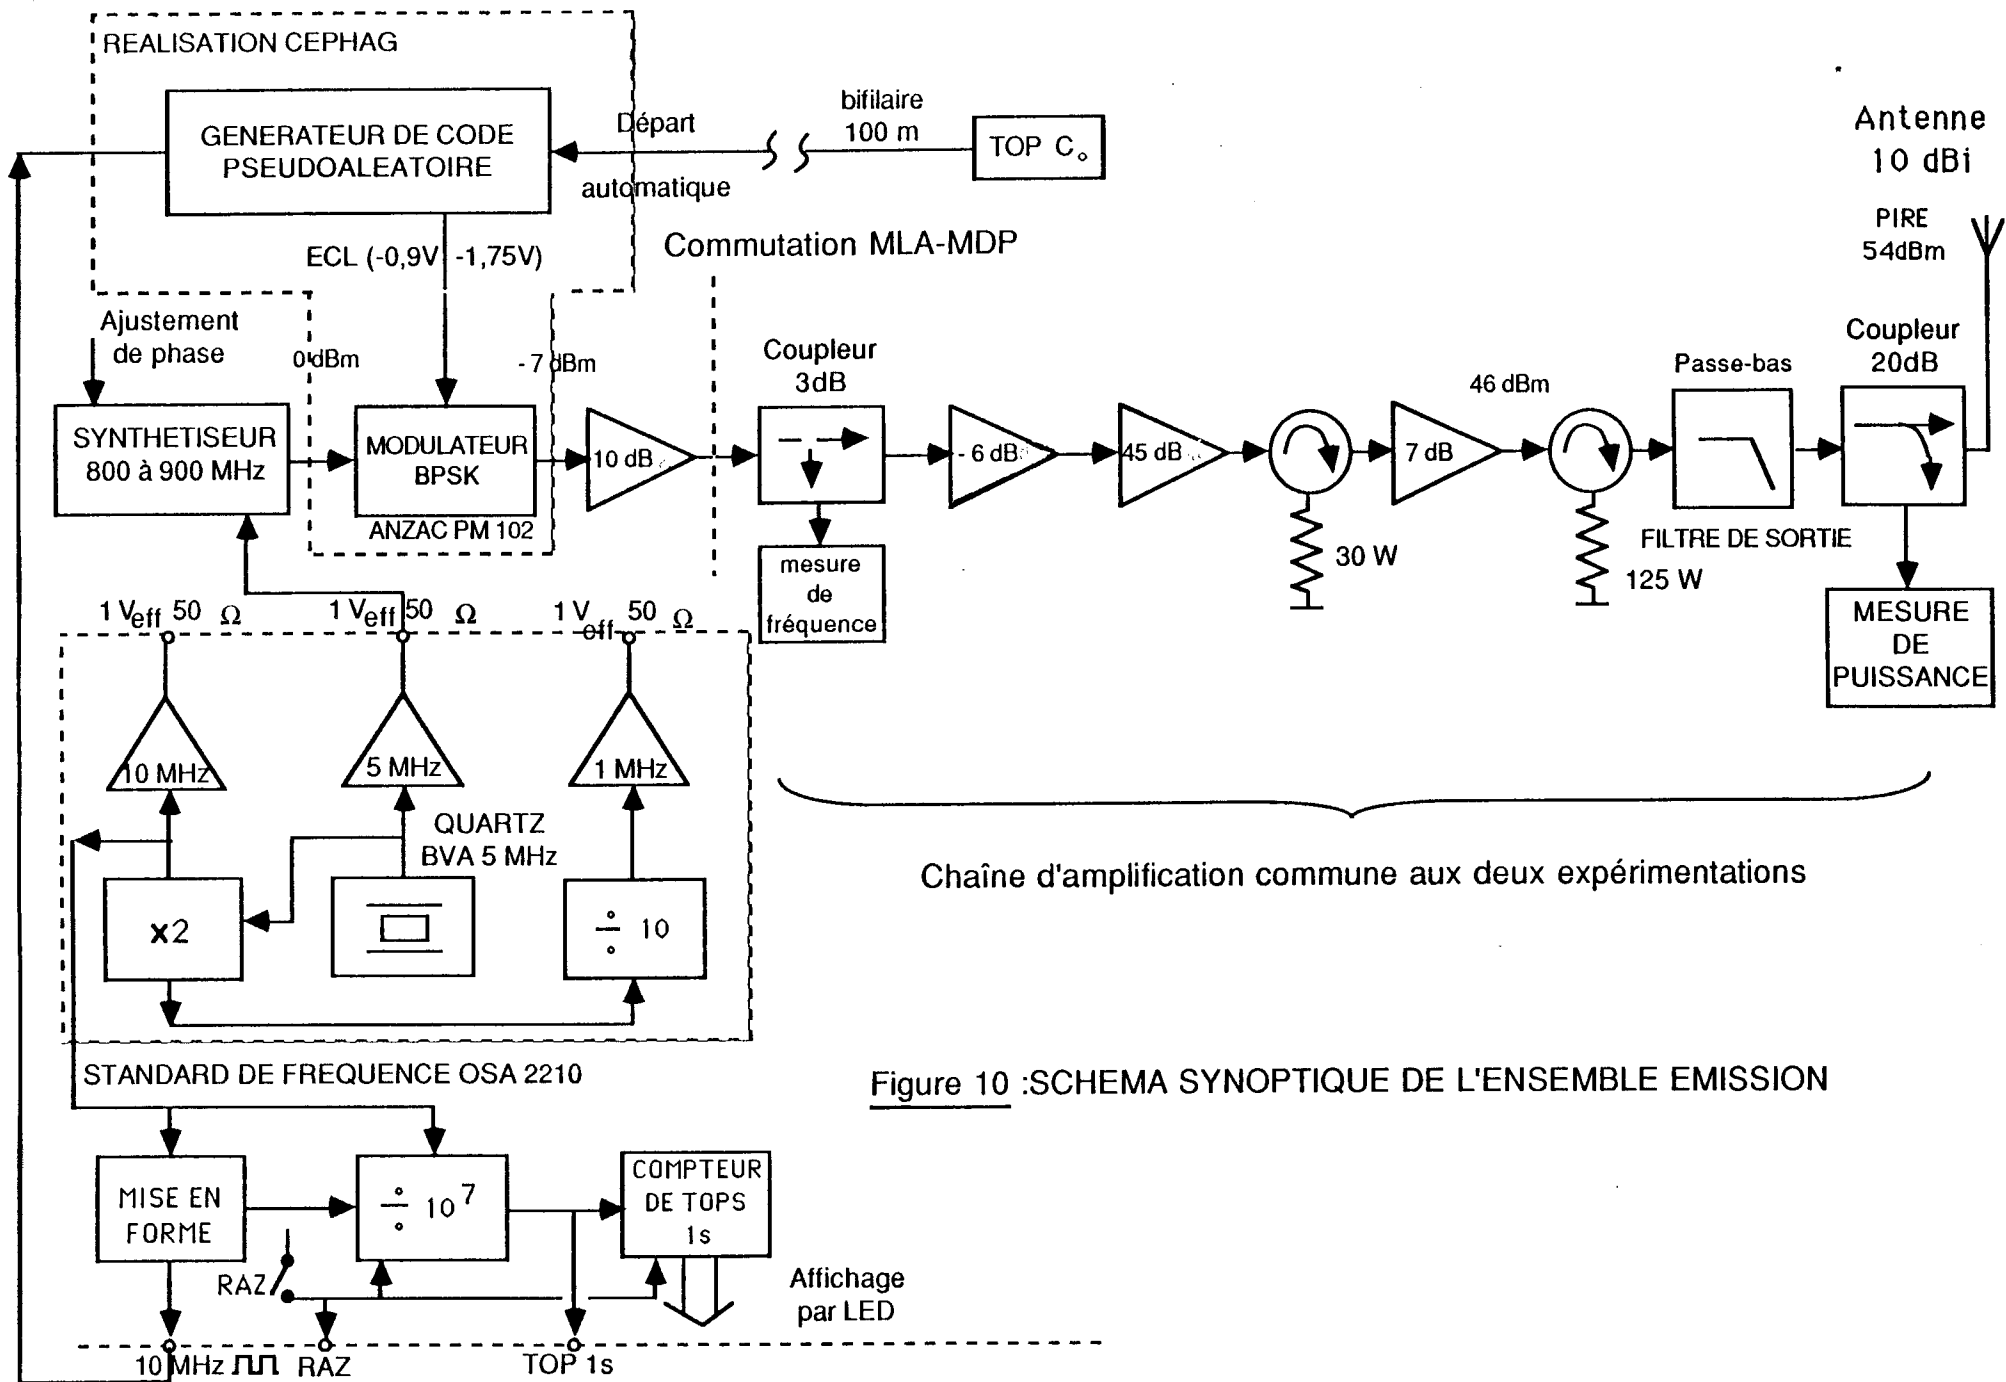 REALISATION CEPHAG
GENERATEUR DE CODE
PSEUDOALEATOIRE
Départ
automatique
bifilaire
100 m
TOP C₀
Antenne
10 dBi
PIRE
54dBm
ECL (-0,9V -1,75V)
Commutation MLA-MDP
Ajustement
de phase
0 dBm
- 7 dBm
Coupleur
3dB
46 dBm
Passe-bas
Coupleur
20dB
SYNTHETISEUR
800 à 900 MHz
MODULATEUR
BPSK
ANZAC PM 102
10 dB
- 6 dB
45 dB
7 dB
mesure
de
fréquence
30 W
125 W
FILTRE DE SORTIE
MESURE
DE
PUISSANCE
1 Veff 50 Ω
1 Veff 50 Ω
1 Veff 50 Ω
10 MHz
5 MHz
1 MHz
QUARTZ
BVA 5 MHz
x2
÷ 10
Chaîne d'amplification commune aux deux expérimentations
STANDARD DE FREQUENCE OSA 2210
Figure 10 :SCHEMA SYNOPTIQUE DE L'ENSEMBLE EMISSION
MISE EN
FORME
÷ 10⁷
COMPTEUR
DE TOPS
1s
RAZ
Affichage
par LED
10 MHz
RAZ
TOP 1s